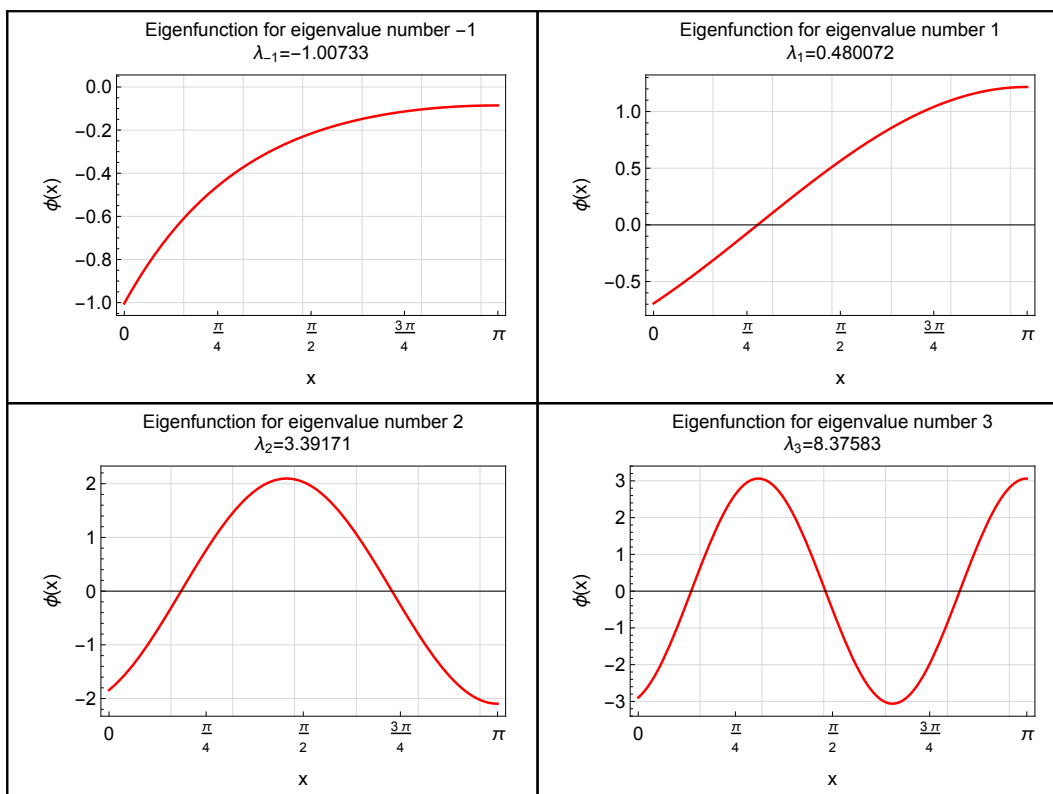 Eigenfunction for eigenvalue number −1
λ₋₁=−1.00733
0.0
−0.2
−0.4
−0.6
−0.8
−1.0
ϕ(x)
0 π/4 π/2 3π/4 π
x
Eigenfunction for eigenvalue number 1
λ₁=0.480072
1.0
0.5
0.0
−0.5
ϕ(x)
0 π/4 π/2 3π/4 π
x
Eigenfunction for eigenvalue number 2
λ₂=3.39171
2
1
0
−1
−2
ϕ(x)
0 π/4 π/2 3π/4 π
x
Eigenfunction for eigenvalue number 3
λ₃=8.37583
3
2
1
0
−1
−2
−3
ϕ(x)
0 π/4 π/2 3π/4 π
x